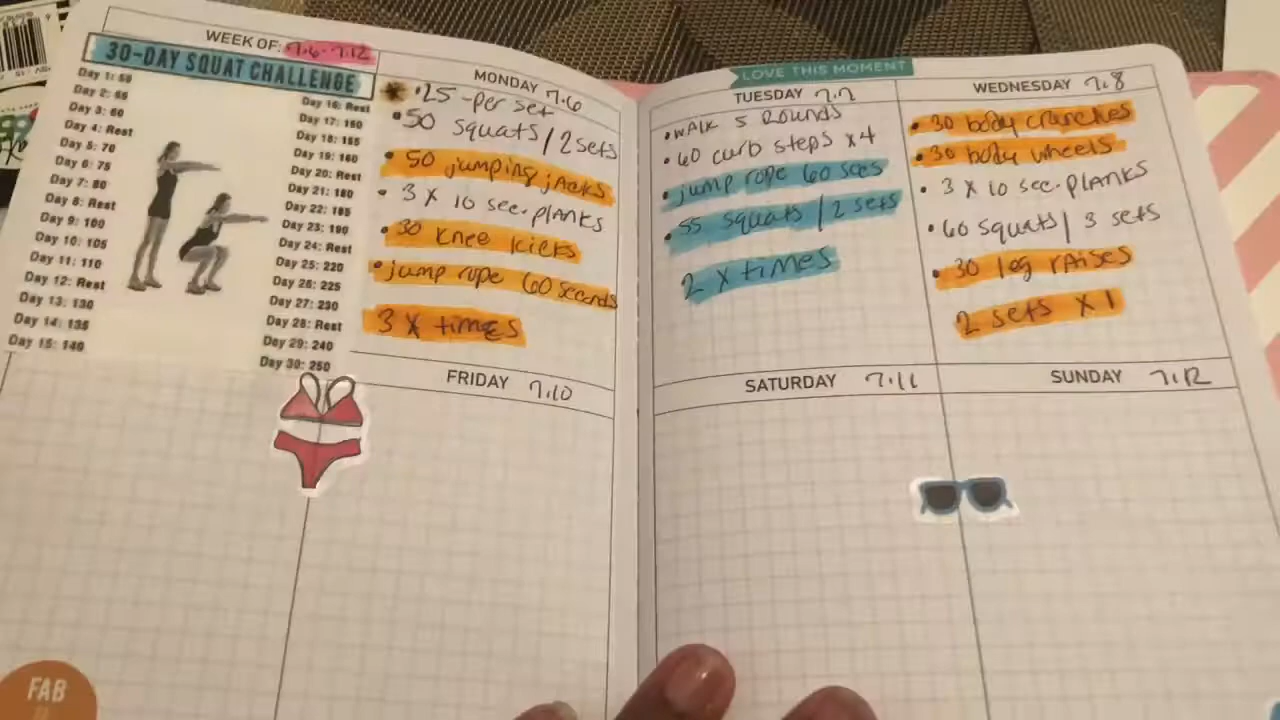 WEEK OF: 7.6-7.12
30-DAY SQUAT CHALLENGE
Day 1: 50
Day 2: 55
Day 3: 60
Day 4: Rest
Day 5: 70
Day 6: 75
Day 7: 80
Day 8: Rest
Day 9: 100
Day 10: 105
Day 11: 110
Day 12: Rest
Day 13: 130
Day 14: 135
Day 15: 140
Day 16: Rest
Day 17: 150
Day 18: 155
Day 19: 160
Day 20: Rest
Day 21: 180
Day 22: 185
Day 23: 190
Day 24: Rest
Day 25: 220
Day 26: 225
Day 27: 230
Day 28: Rest
Day 29: 240
Day 30: 250
MONDAY 7.6
25-per set
• 50 squats / 2 sets
• 50 jumping jacks
• 3 x 10 sec. planks
• 30 knee kicks
• jump rope 60 seconds
3 x times
LOVE THIS MOMENT
TUESDAY 7.7
• walk 5 rounds
• 60 curb steps x4
• jump rope 60 secs
• 55 squats / 2 sets
2 x times
WEDNESDAY 7.8
• 30 body crunches
• 30 body wheels
• 3 x 10 sec. planks
• 60 squats / 3 sets
• 30 leg raises
2 sets x1
FRIDAY 7.10
SATURDAY 7.11
SUNDAY 7.12
FAB